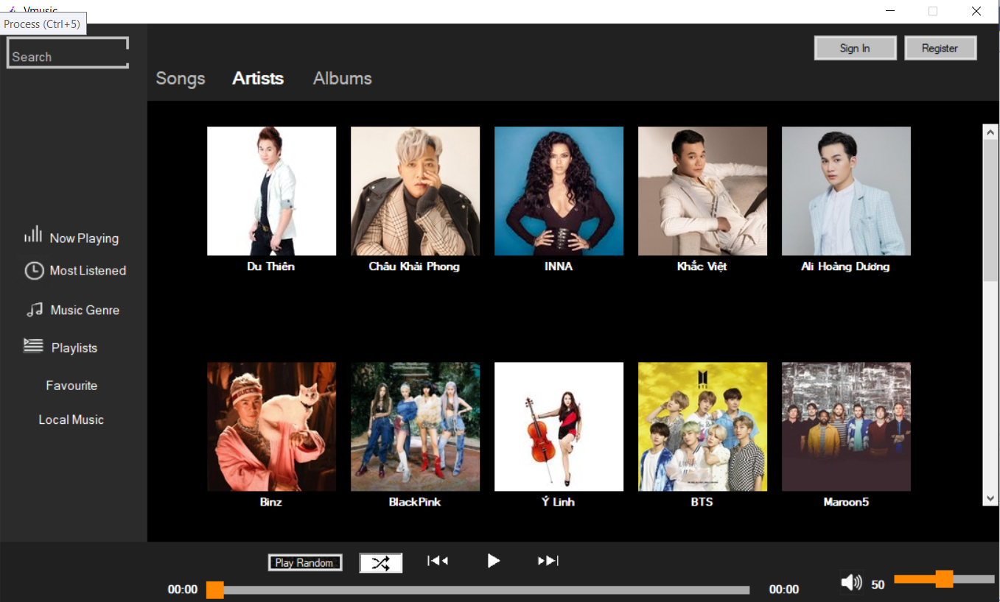 Vmusic
Process (Ctrl+5)
Search
Sign In
Register
Songs
Artists
Albums
Du Thiên
Châu Khải Phong
INNA
Khắc Việt
Ali Hoàng Dương
Now Playing
Most Listened
Music Genre
Playlists
Favourite
Local Music
BTS
Binz
BlackPink
Ý Linh
BTS
Maroon5
Play Random
00:00
00:00
50